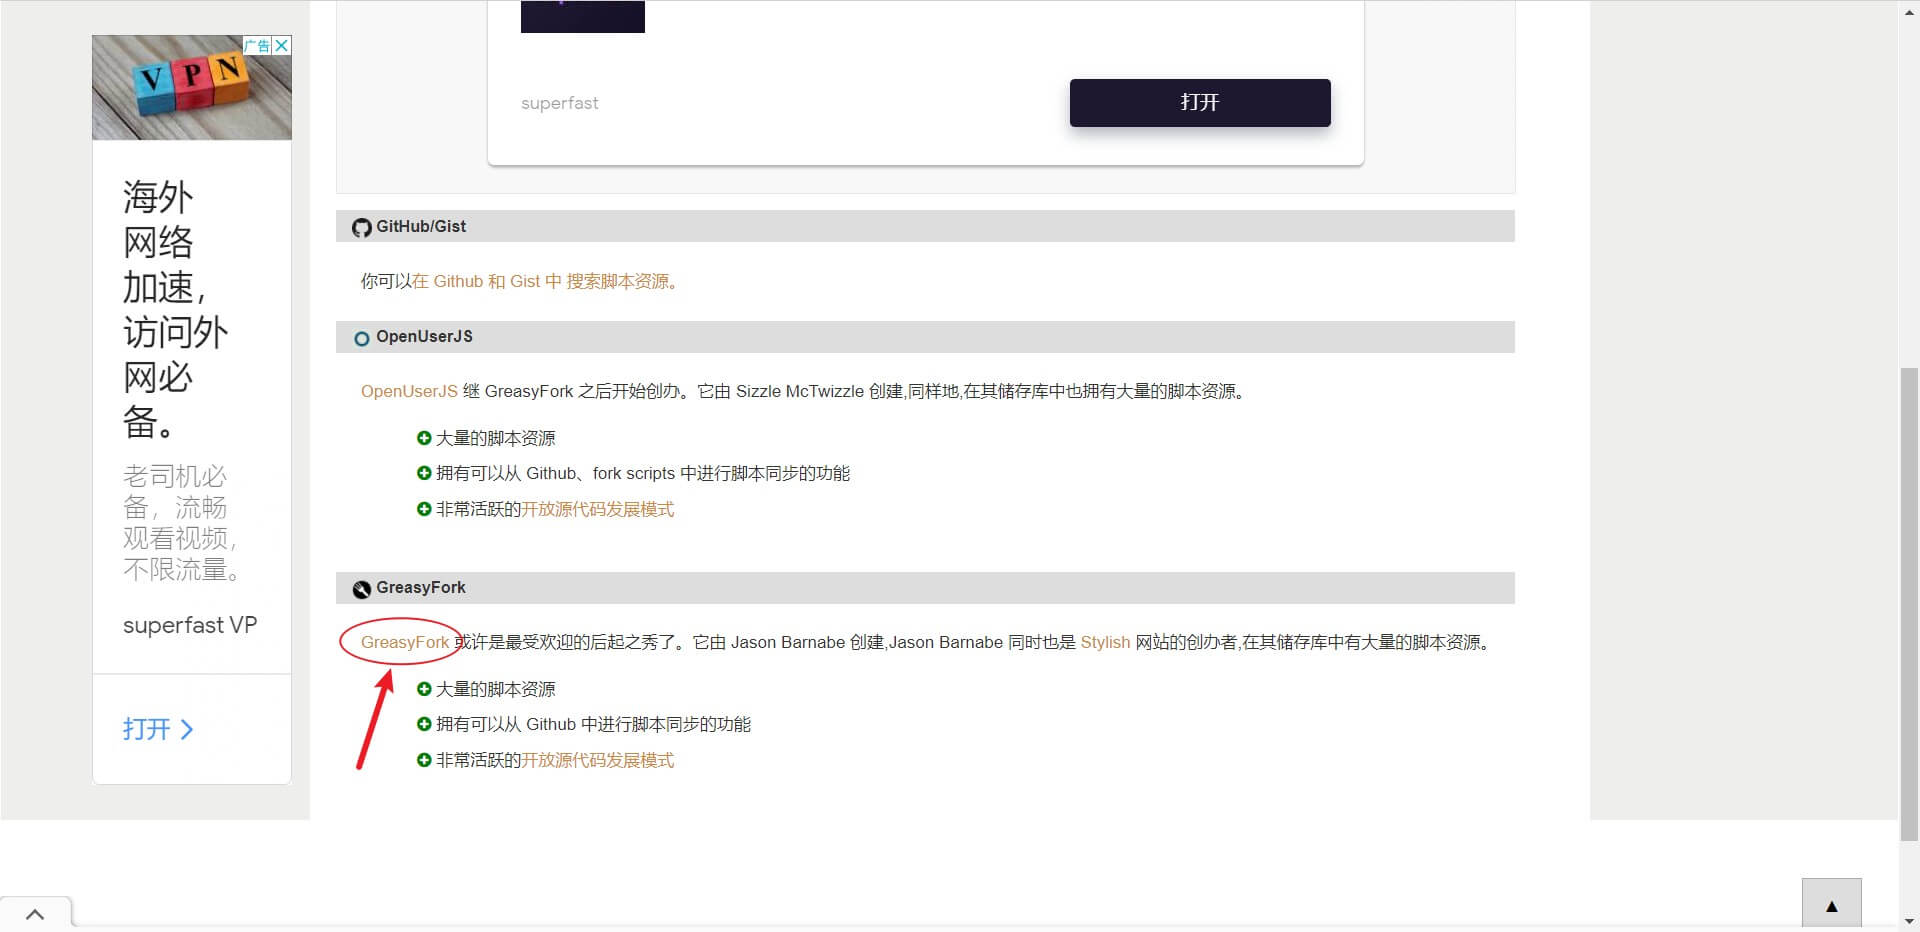 广告
VPN
海外
网络
加速，
访问外
网必
备。
老司机必
备，流畅
观看视频，
不限流量。
superfast VP
打开
superfast
打开
GitHub/Gist
你可以在 Github 和 Gist 中 搜索脚本资源。
OpenUserJS
OpenUserJS 继 GreasyFork 之后开始创办。它由 Sizzle McTwizzle 创建,同样地,在其储存库中也拥有大量的脚本资源。
大量的脚本资源
拥有可以从 Github、fork scripts 中进行脚本同步的功能
非常活跃的开放源代码发展模式
GreasyFork
GreasyFork 或许是最受欢迎的后起之秀了。它由 Jason Barnabe 创建,Jason Barnabe 同时也是 Stylish 网站的创办者,在其储存库中有大量的脚本资源。
大量的脚本资源
拥有可以从 Github 中进行脚本同步的功能
非常活跃的开放源代码发展模式